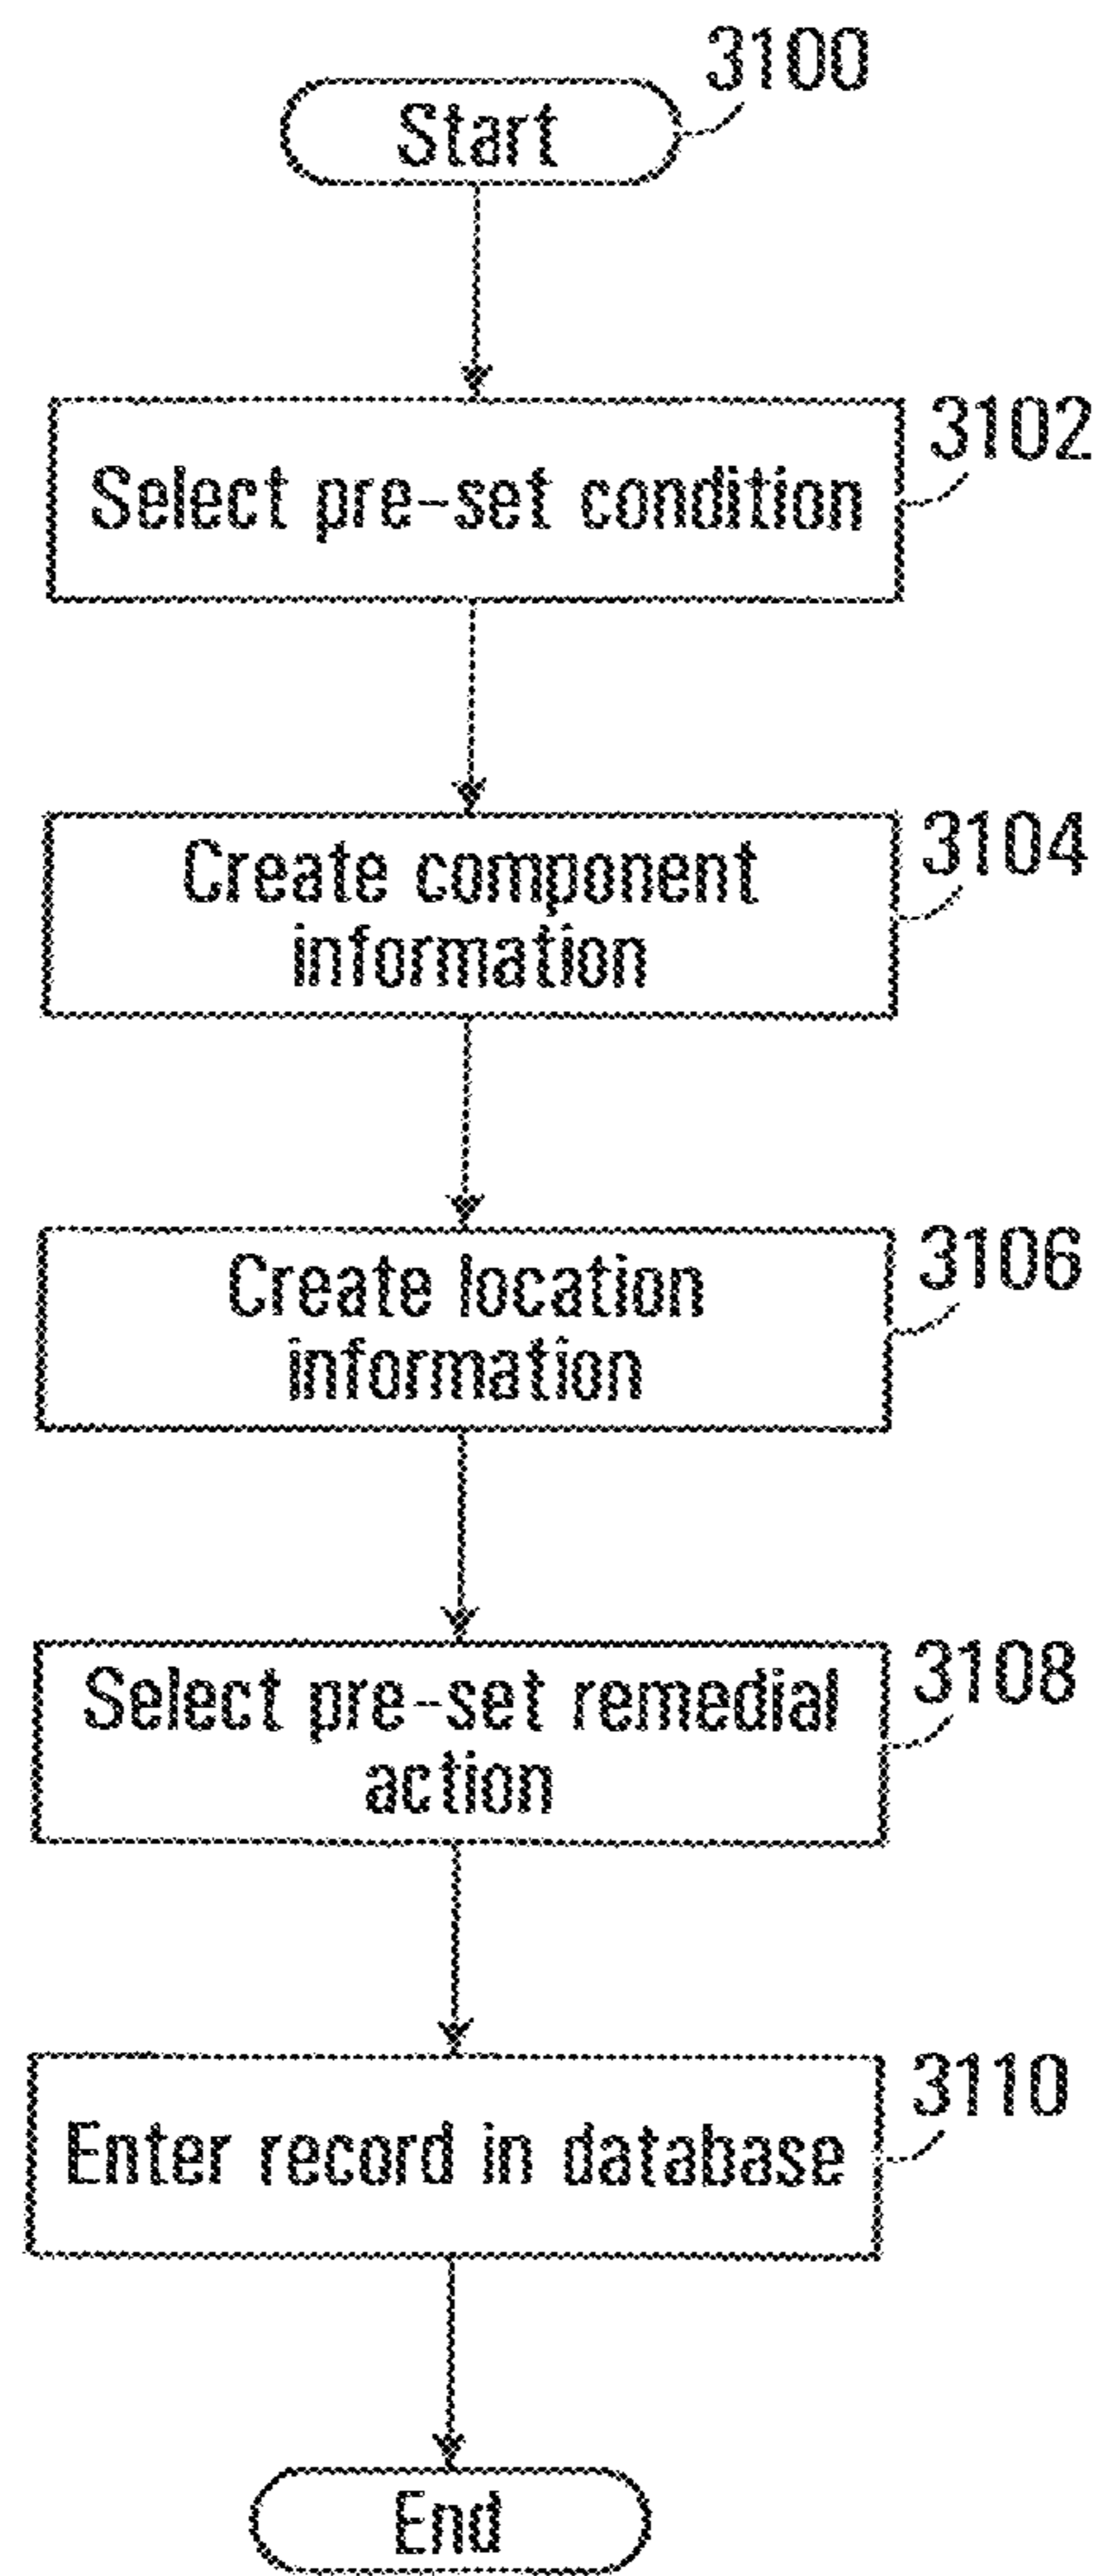 3100
Start
3102
Select pre-set condition
3104
Create component
information
3106
Create location
information
3108
Select pre-set remedial
action
3110
Enter record in database
End